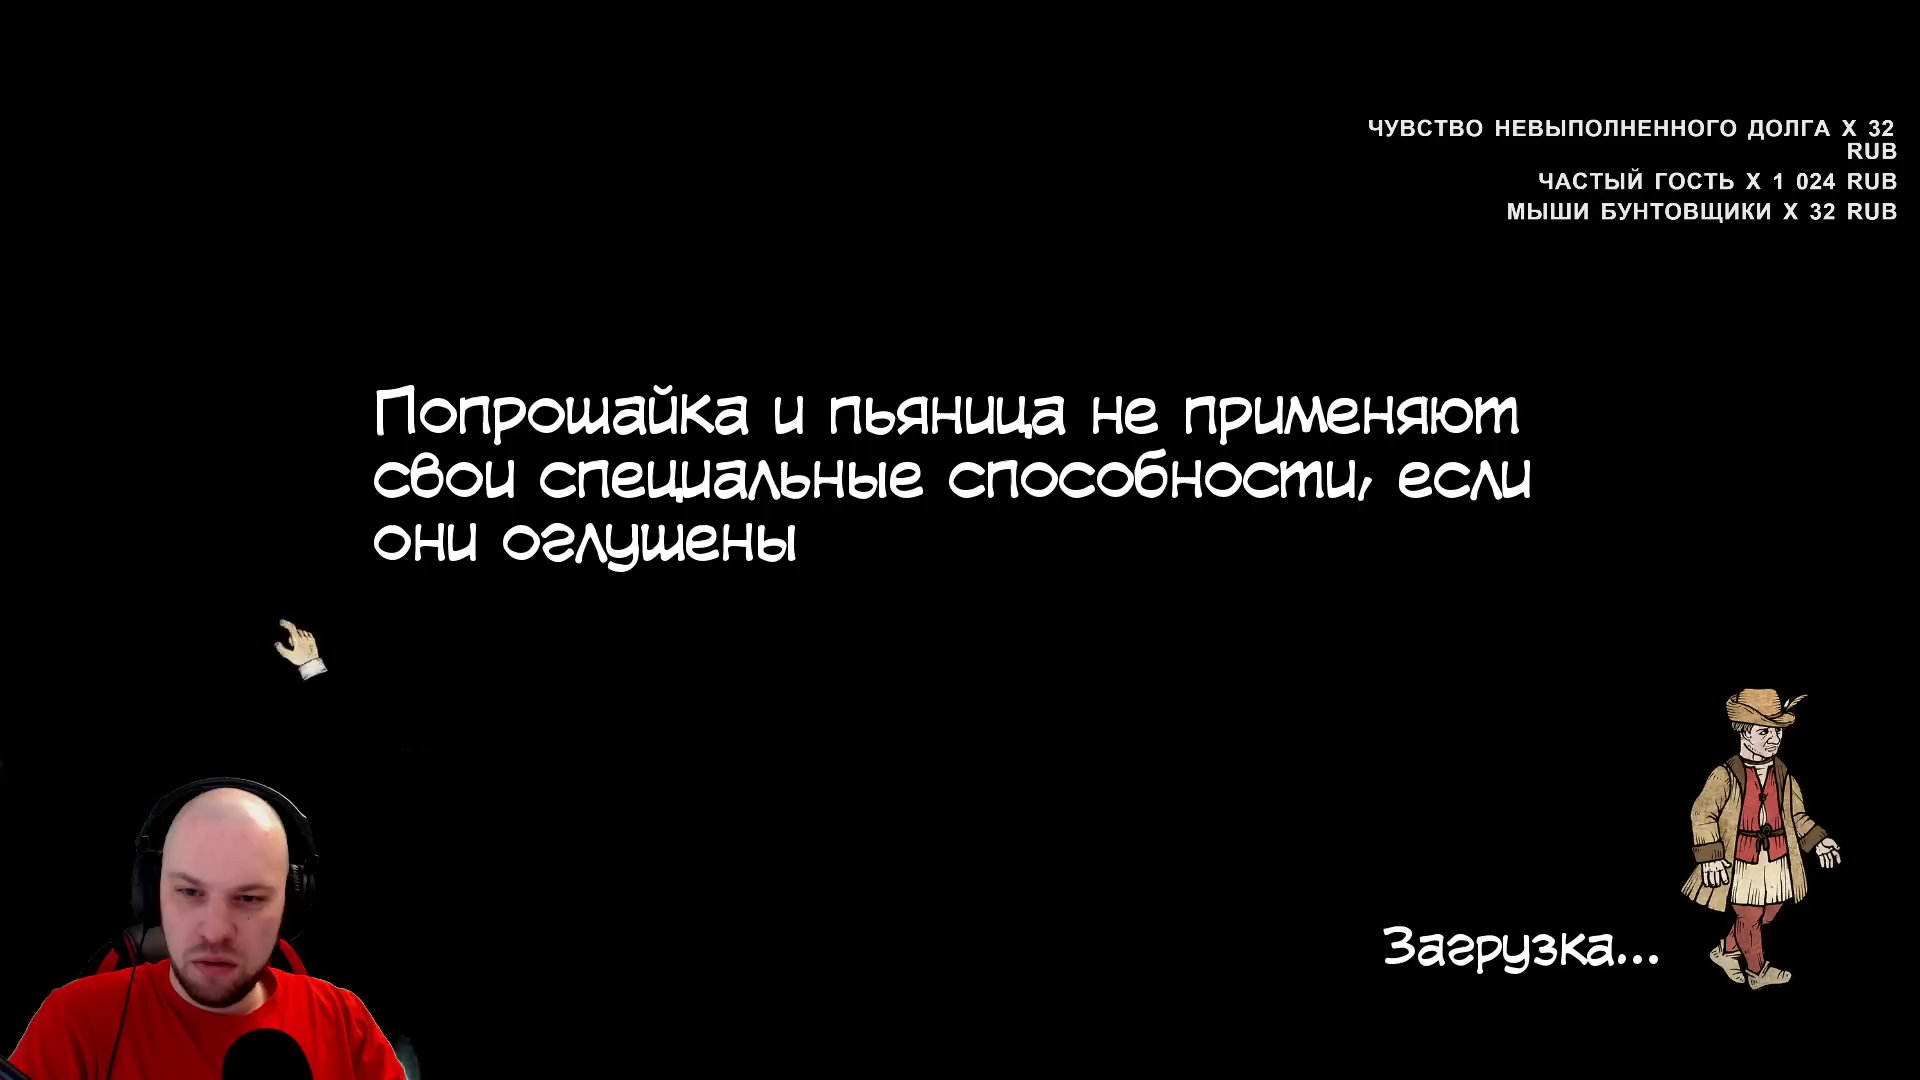 ЧУВСТВО НЕВЫПОЛНЕННОГО ДОЛГА X 32
RUB
ЧАСТЫЙ ГОСТЬ X 1 024 RUB
МЫШИ БУНТОВЩИКИ X 32 RUB
Попрошайка и пьяница не применяют
свои специальные способности, если
они оглушены
Загрузка...